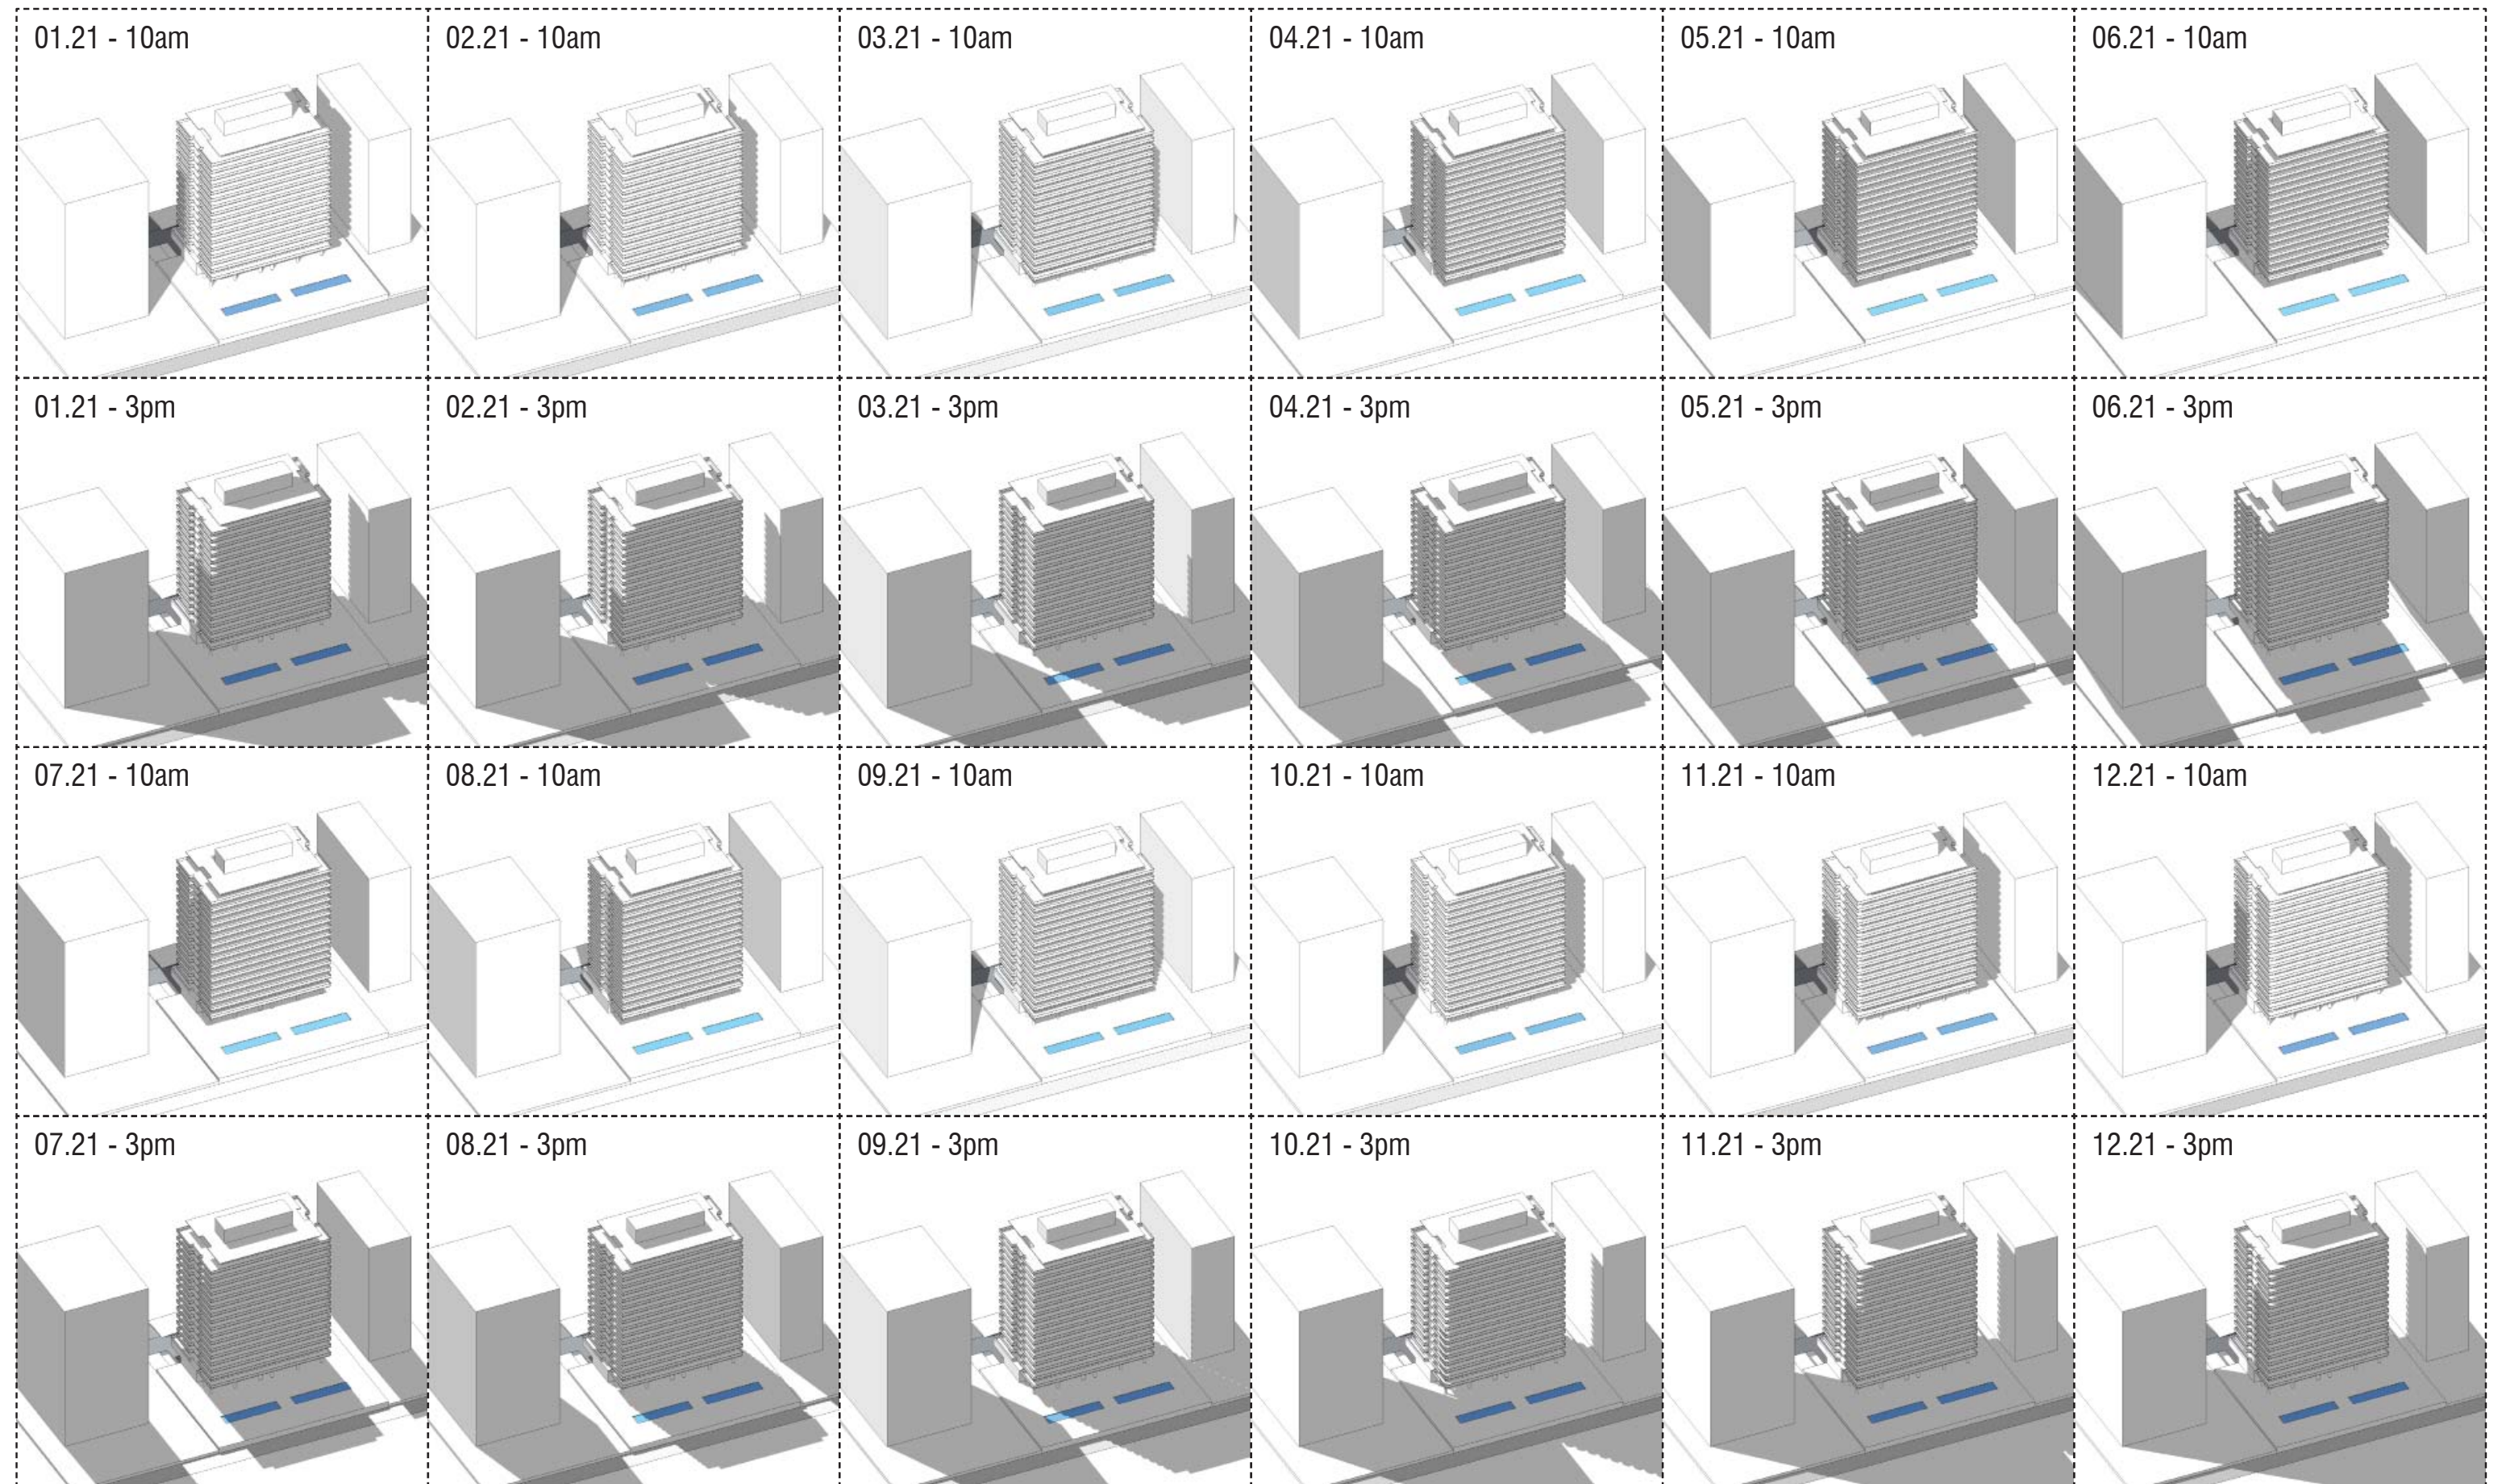 01.21 - 10am
02.21 - 10am
03.21 - 10am
04.21 - 10am
05.21 - 10am
06.21 - 10am
01.21 - 3pm
02.21 - 3pm
03.21 - 3pm
04.21 - 3pm
05.21 - 3pm
06.21 - 3pm
07.21 - 10am
08.21 - 10am
09.21 - 10am
10.21 - 10am
11.21 - 10am
12.21 - 10am
07.21 - 3pm
08.21 - 3pm
09.21 - 3pm
10.21 - 3pm
11.21 - 3pm
12.21 - 3pm